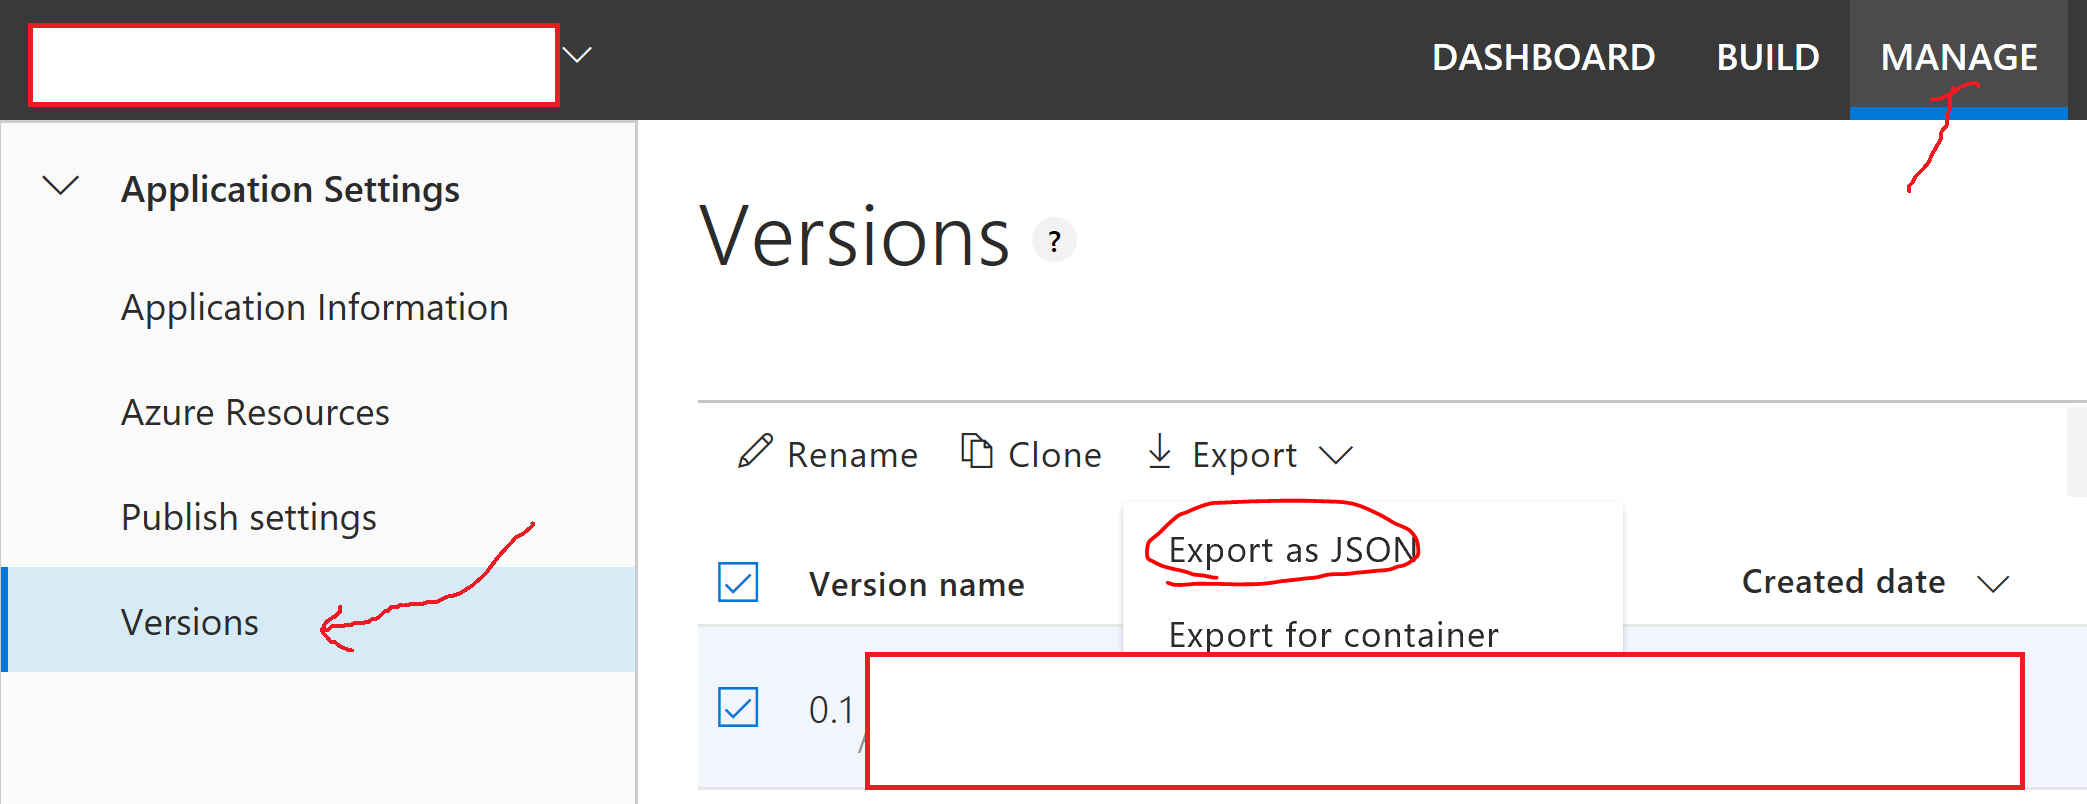 DASHBOARD BUILD MANAGE
Application Settings
Application Information
Azure Resources
Publish settings
Versions
Versions ?
Rename Clone Export
Export as JSON
Export for container
Version name Created date
0.1